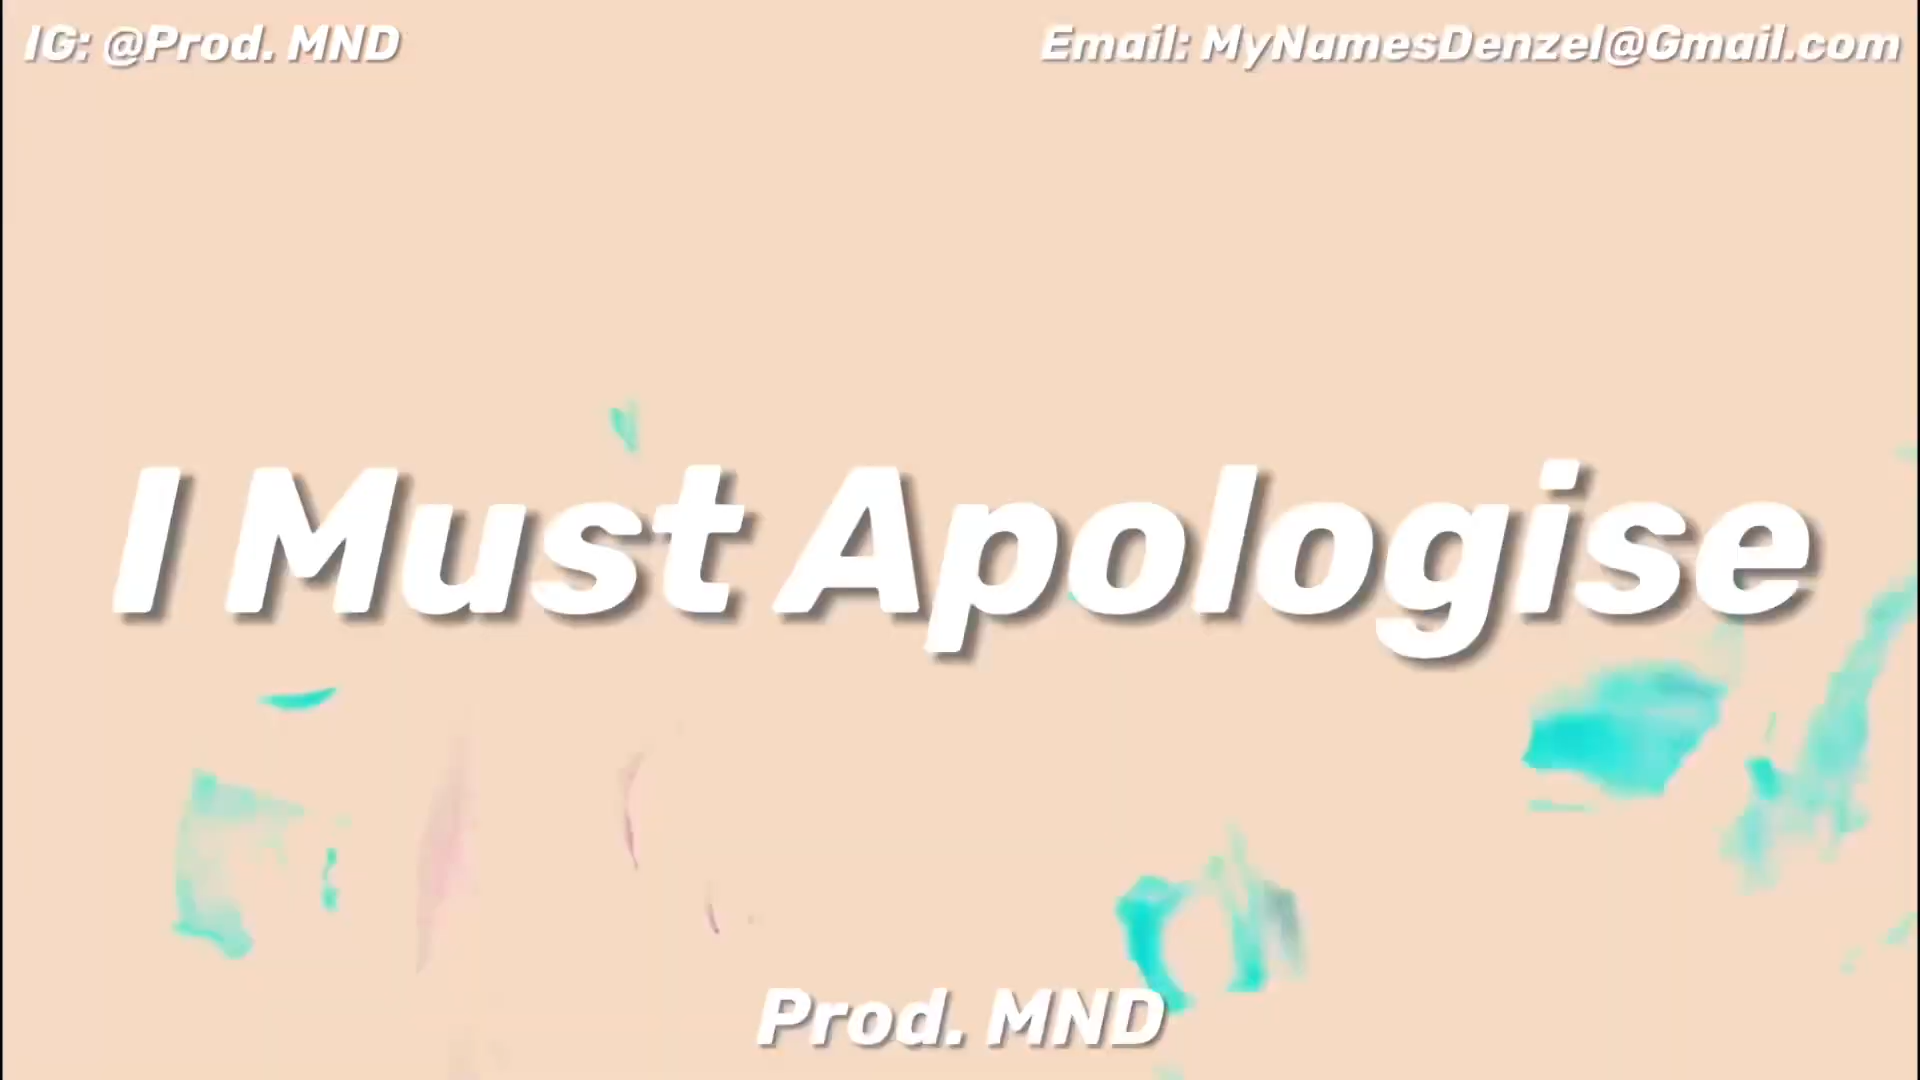 IG: @Prod. MND
Email: MyNamesDenzel@Gmail.com
I Must Apologise
Prod. MND